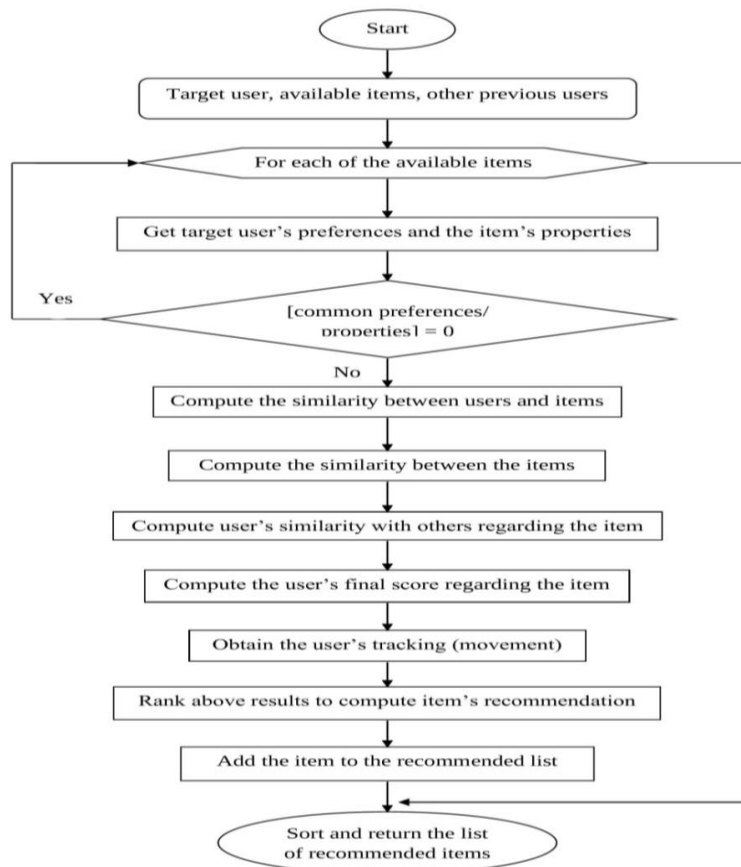 Start
Target user, available items, other previous users
For each of the available items
Get target user’s preferences and the item’s properties
Yes
[common preferences/
properties] = 0
No
Compute the similarity between users and items
Compute the similarity between the items
Compute user’s similarity with others regarding the item
Compute the user’s final score regarding the item
Obtain the user’s tracking (movement)
Rank above results to compute item’s recommendation
Add the item to the recommended list
Sort and return the list
of recommended items